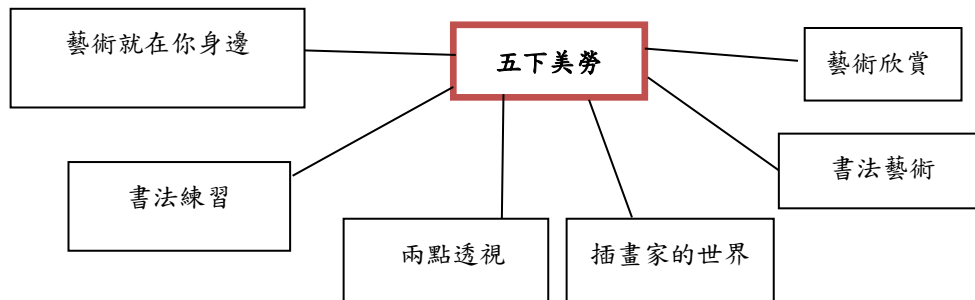 藝術就在你身邊
五下美勞
藝術欣賞
書法練習
書法藝術
兩點透視
插畫家的世界